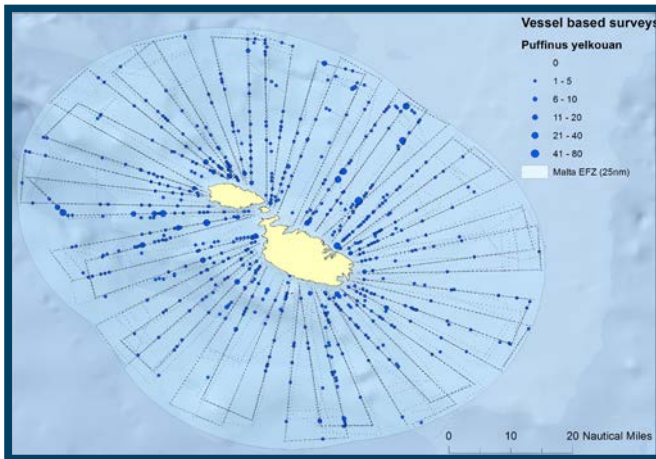 Vessel based surveys
Puffinus yelkouan
0
1 - 5
6 - 10
11 - 20
21 - 40
41 - 80
Malta EFZ (25nm)
0 10 20 Nautical Miles